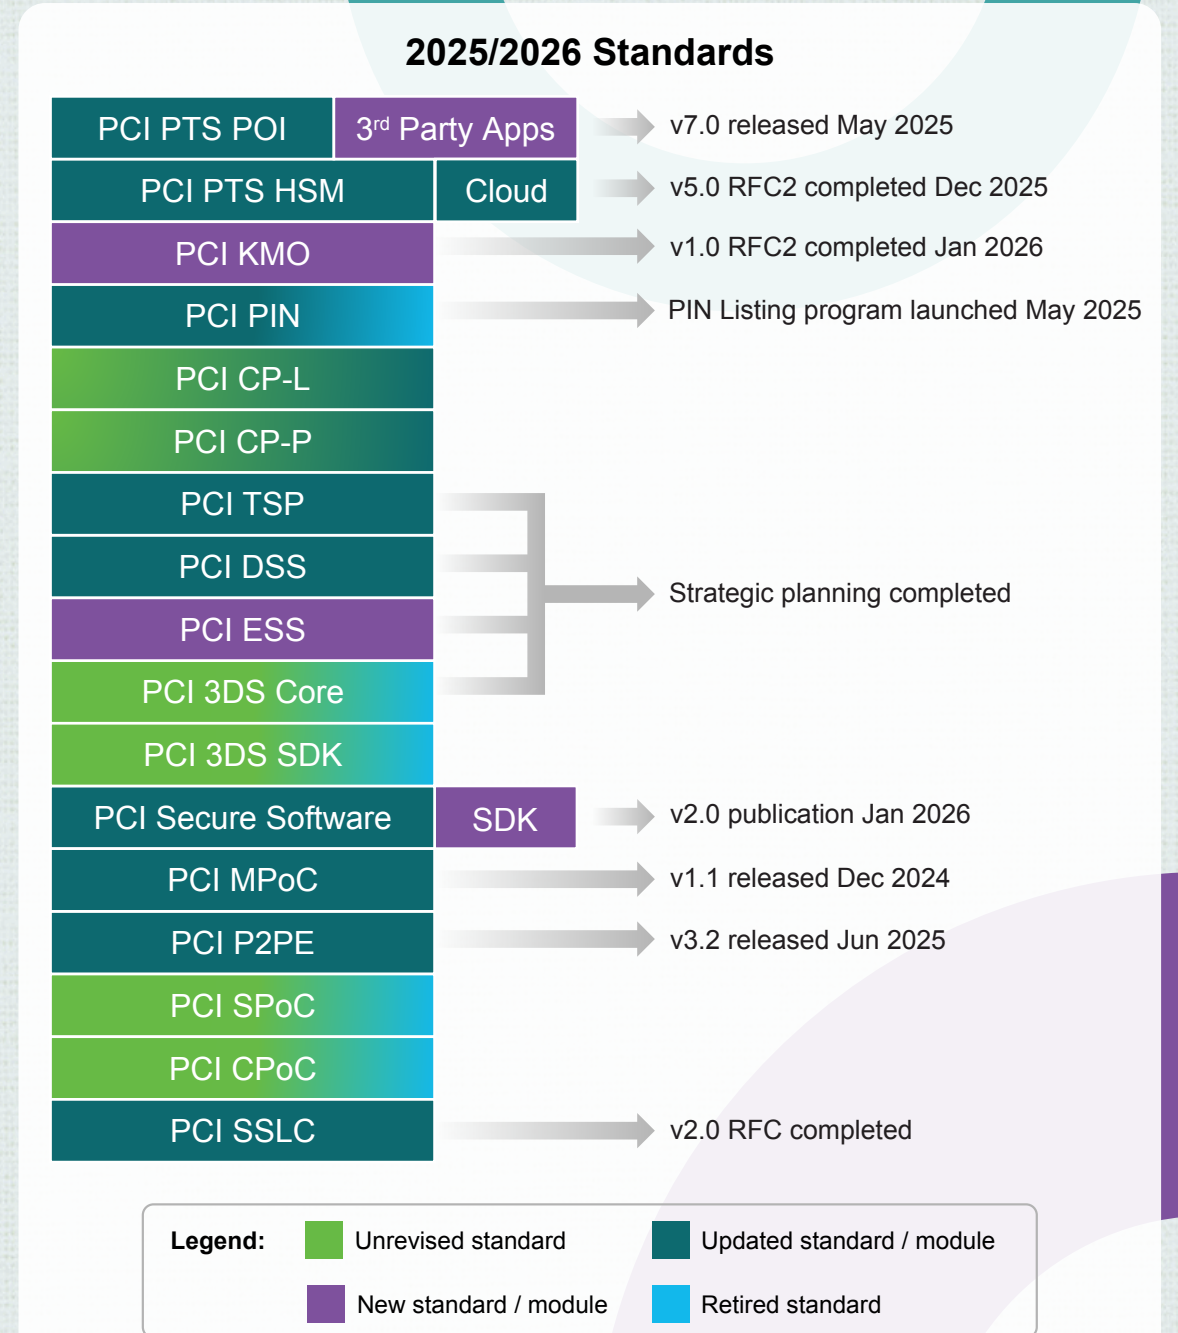 2025/2026 Standards
PCI PTS POI
3rd Party Apps
v7.0 released May 2025
PCI PTS HSM
Cloud
v5.0 RFC2 completed Dec 2025
PCI KMO
v1.0 RFC2 completed Jan 2026
PCI PIN
PIN Listing program launched May 2025
PCI CP-L
PCI CP-P
PCI TSP
PCI DSS
Strategic planning completed
PCI ESS
PCI 3DS Core
PCI 3DS SDK
PCI Secure Software
SDK
v2.0 publication Jan 2026
PCI MPoC
v1.1 released Dec 2024
PCI P2PE
v3.2 released Jun 2025
PCI SPoC
PCI CPoC
PCI SSLC
v2.0 RFC completed
Legend:
Unrevised standard
Updated standard / module
New standard / module
Retired standard